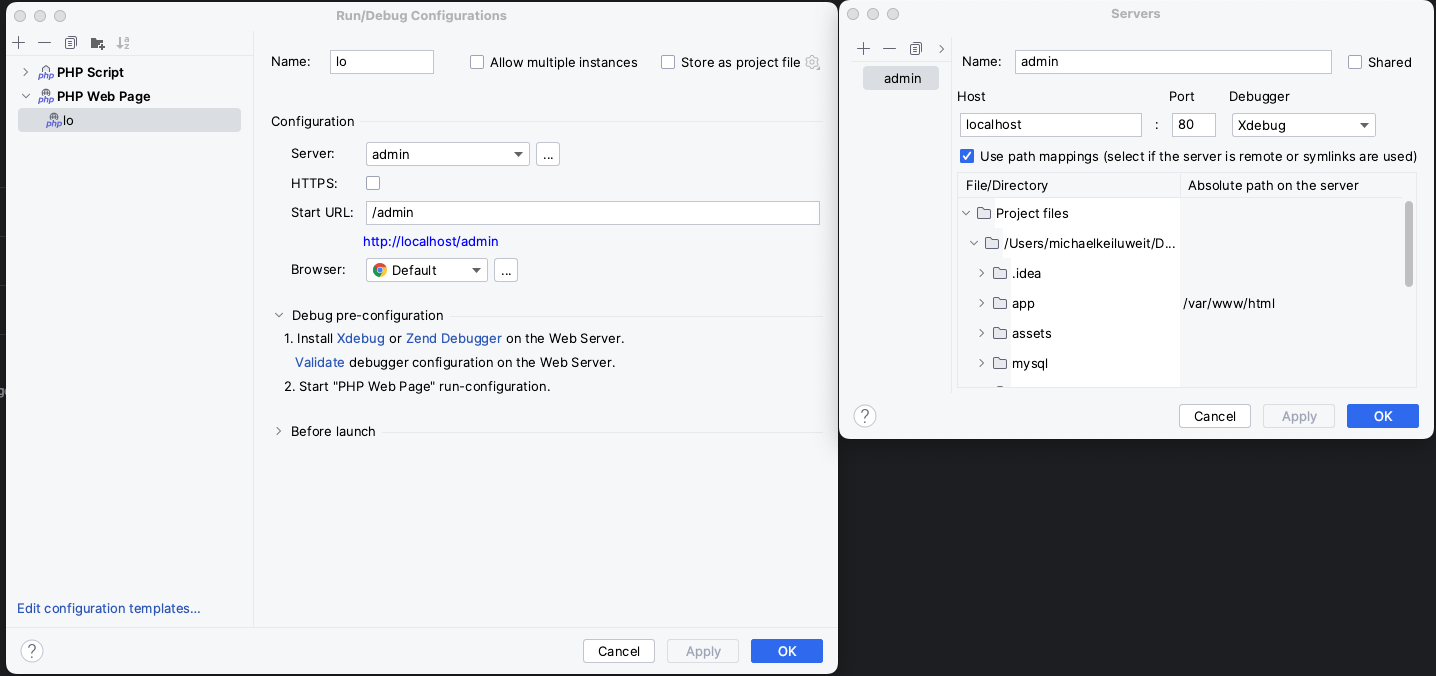 Run/Debug Configurations
PHP Script
PHP Web Page
lo
Edit configuration templates...
Name: lo Allow multiple instances Store as project file
Configuration
Server: admin ...
HTTPS:
Start URL: /admin
http://localhost/admin
Browser: Default ...
Debug pre-configuration
1. Install Xdebug or Zend Debugger on the Web Server.
Validate debugger configuration on the Web Server.
2. Start "PHP Web Page" run-configuration.
Before launch
? Cancel Apply OK
Servers
admin
Name: admin Shared
Host Port Debugger
localhost : 80 Xdebug
Use path mappings (select if the server is remote or symlinks are used)
File/Directory Absolute path on the server
Project files
/Users/michaelkeiluweit/D...
.idea
app /var/www/html
assets
mysql
? Cancel Apply OK